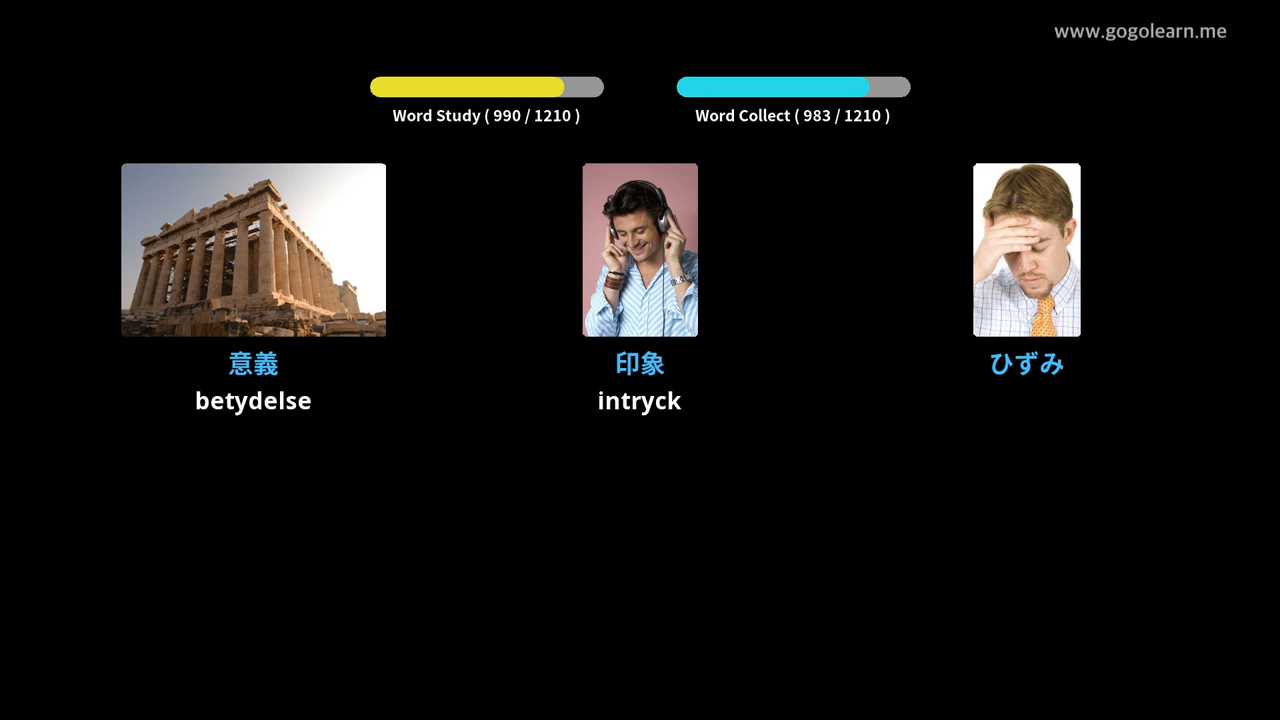 www.gogolearn.me
Word Study ( 990 / 1210 )
Word Collect ( 983 / 1210 )
意義
betydelse
印象
intryck
ひずみ